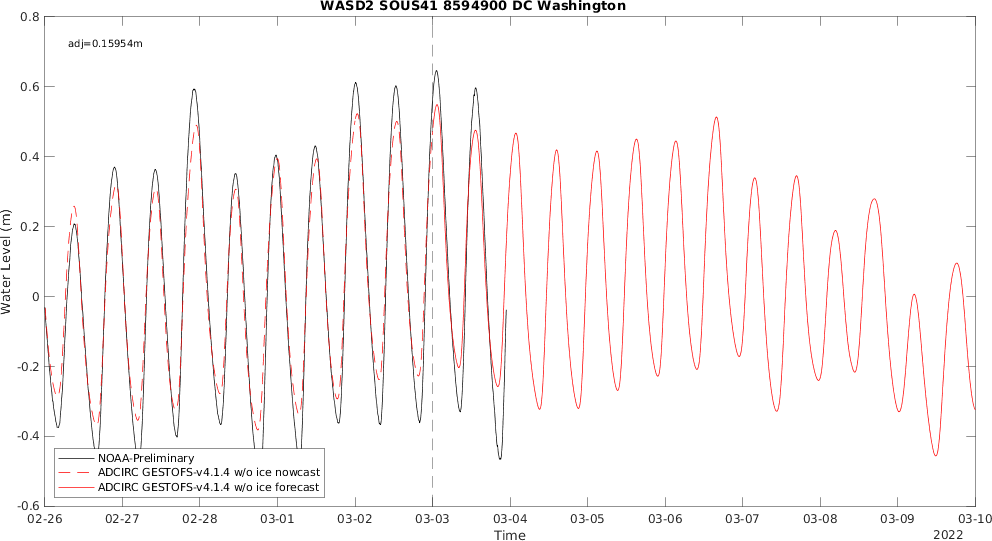 WASD2 SOUS41 8594900 DC Washington
adj=0.15954m
0.8
0.6
0.4
0.2
0
-0.2
-0.4
-0.6
Water Level (m)
NOAA-Preliminary
ADCIRC GESTOFS-v4.1.4 w/o ice nowcast
ADCIRC GESTOFS-v4.1.4 w/o ice forecast
02-26 02-27 02-28 03-01 03-02 03-03 03-04 03-05 03-06 03-07 03-08 03-09 03-10
Time
2022